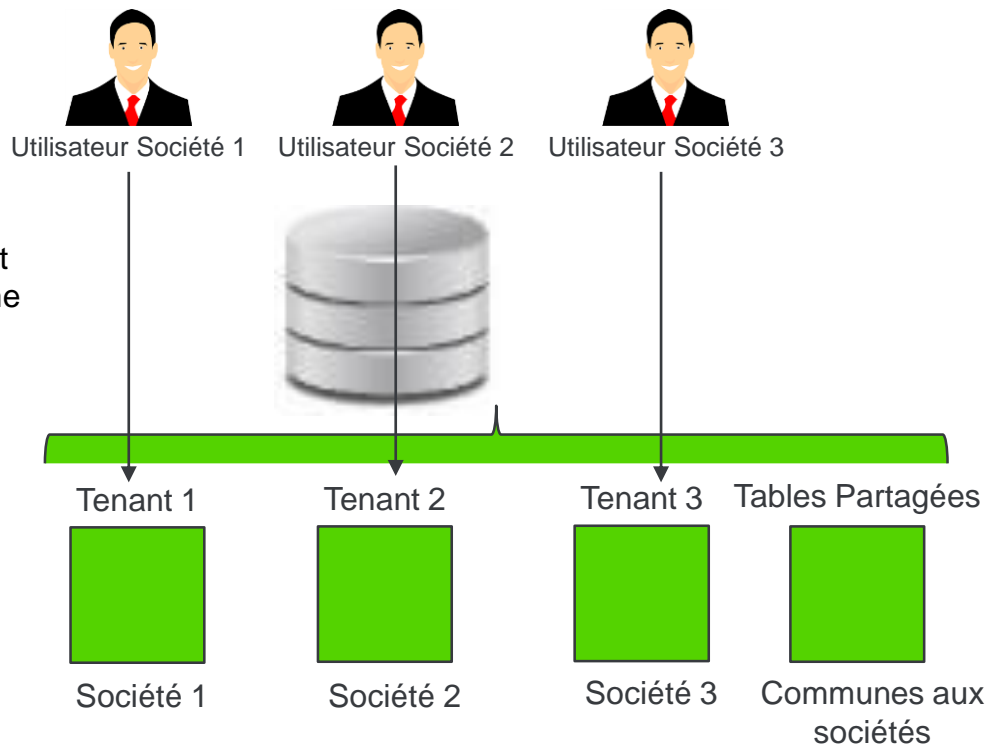 Utilisateur Société 1
Utilisateur Société 2
Utilisateur Société 3
Tenant 1
Tenant 2
Tenant 3
Tables Partagées
Société 1
Société 2
Société 3
Communes aux
sociétés